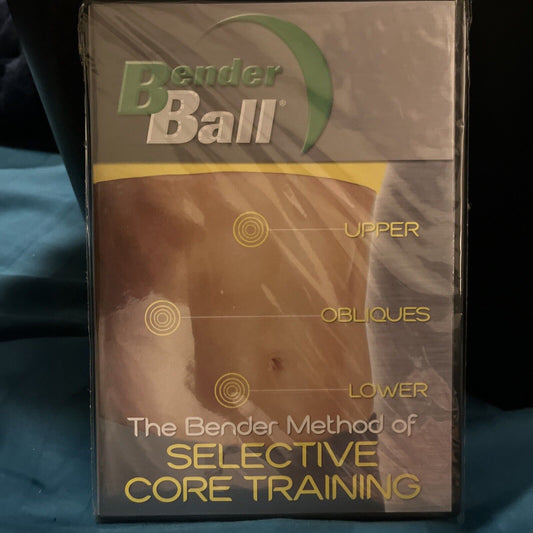 Bender
Ball®
UPPER
OBLIQUES
LOWER
The Bender Method of
SELECTIVE
CORE TRAINING